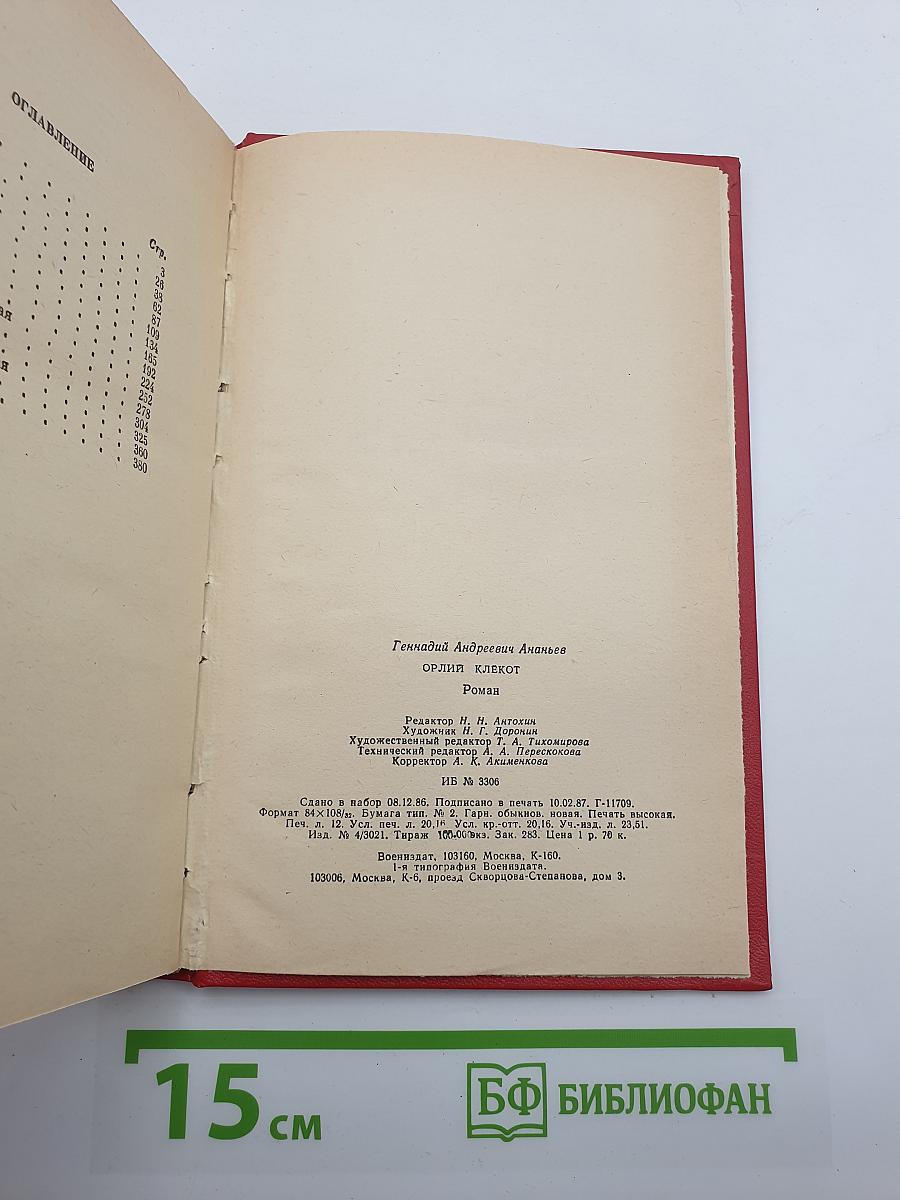 ОГЛАВЛЕНИЕ
Стр.
3
26
38
62
87
109
134
165
192
224
252
278
304
325
360
380
Геннадий Андреевич Ананьев
ОРЛИЙ КЛЕКОТ
Роман
Редактор Н. Н. Антохин
Художник Н. Г. Доронин
Художественный редактор Т. А. Тихомирова
Технический редактор А. А. Перескокова
Корректор А. К. Акименкова
ИБ № 3306
Сдано в набор 08.12.86. Подписано в печать 10.02.87. Г-11709.
Формат 84×108/32. Бумага тип. № 2. Гарн. обыкнов. новая. Печать высокая.
Печ. л. 12. Усл. печ. л. 20,16. Усл. кр.-отт. 20,16. Уч.-изд. л. 23,51.
Изд. № 4/3021. Тираж экз. Зак. 283. Цена 1 р. 70 к.
Воениздат, 103160, Москва, К-160.
1-я типография Воениздата.
103006, Москва, К-6, проезд Скворцова-Степанова, дом 3.
15 см
БФ БИБЛИОФАН